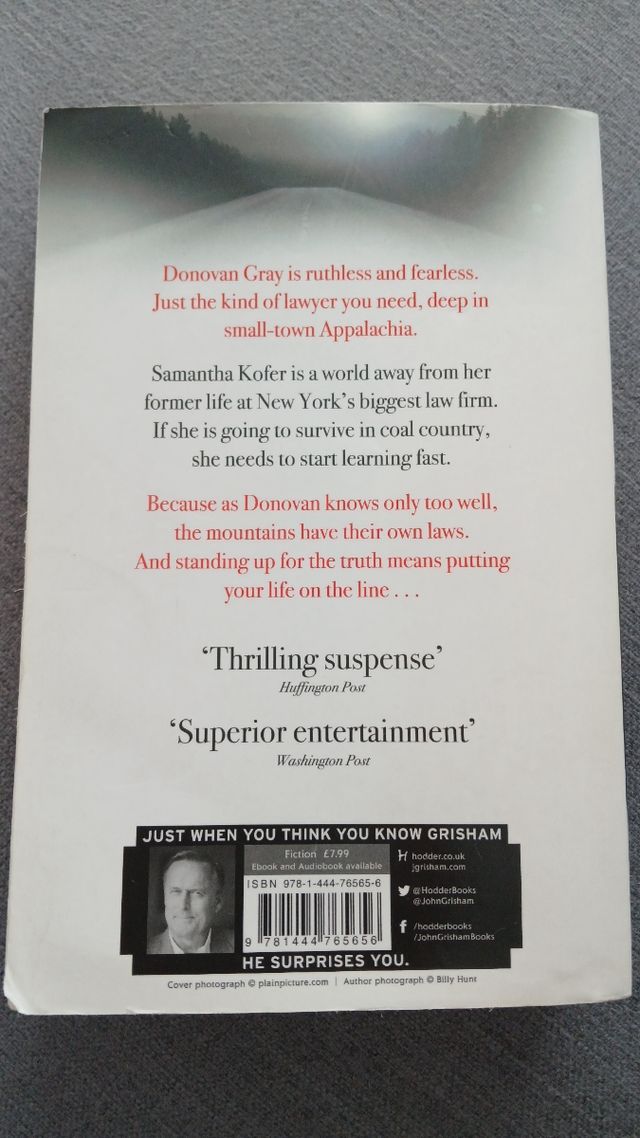 Donovan Gray is ruthless and fearless.
Just the kind of lawyer you need, deep in
small-town Appalachia.
Samantha Kofer is a world away from her
former life at New York's biggest law firm.
If she is going to survive in coal country,
she needs to start learning fast.
Because as Donovan knows only too well,
the mountains have their own laws.
And standing up for the truth means putting
your life on the line . . .
‘Thrilling suspense’
Huffington Post
‘Superior entertainment’
Washington Post
JUST WHEN YOU THINK YOU KNOW GRISHAM
Fiction £7.99
Ebook and Audiobook available
ISBN 978-1-444-76565-6
9 781444 765656
hodder.co.uk
jgrisham.com
@HodderBooks
@JohnGrisham
f /hodderbooks
/JohnGrishamBooks
HE SURPRISES YOU.
Cover photograph © plainpicture.com | Author photograph © Billy Hunt